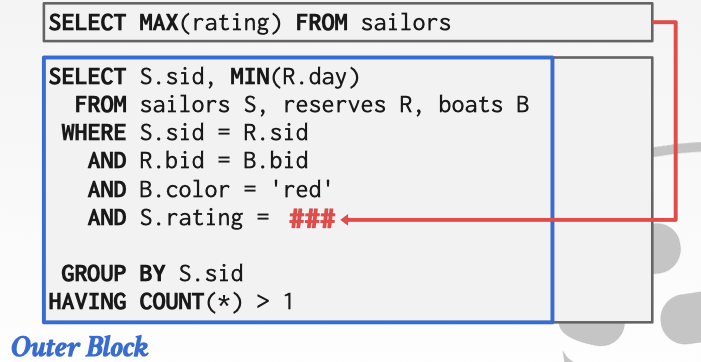 SELECT MAX(rating) FROM sailors
SELECT S.sid, MIN(R.day)
FROM sailors S, reserves R, boats B
WHERE S.sid = R.sid
AND R.bid = B.bid
AND B.color = 'red'
AND S.rating = ###
GROUP BY S.sid
HAVING COUNT(*) > 1
Outer Block